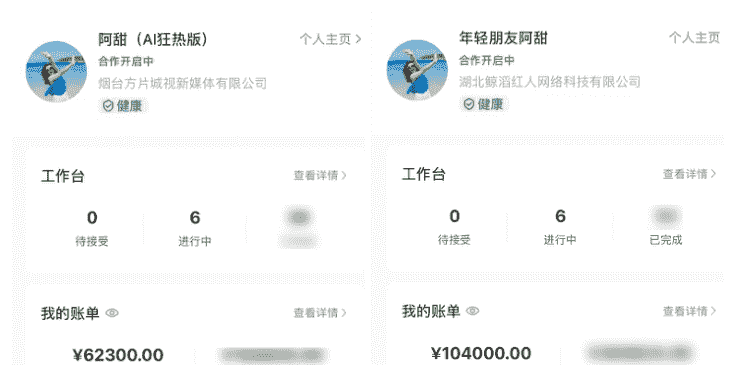 阿甜（AI狂热版）
个人主页
合作开启中
烟台方片城视新媒体有限公司
健康
工作台
查看详情
0
6
待接受
进行中
我的账单
查看详情
¥62300.00
年轻朋友阿甜
个人主页
合作开启中
湖北鲸滔红人网络科技有限公司
健康
工作台
查看详情
0
6
待接受
进行中
已完成
我的账单
查看详情
¥104000.00